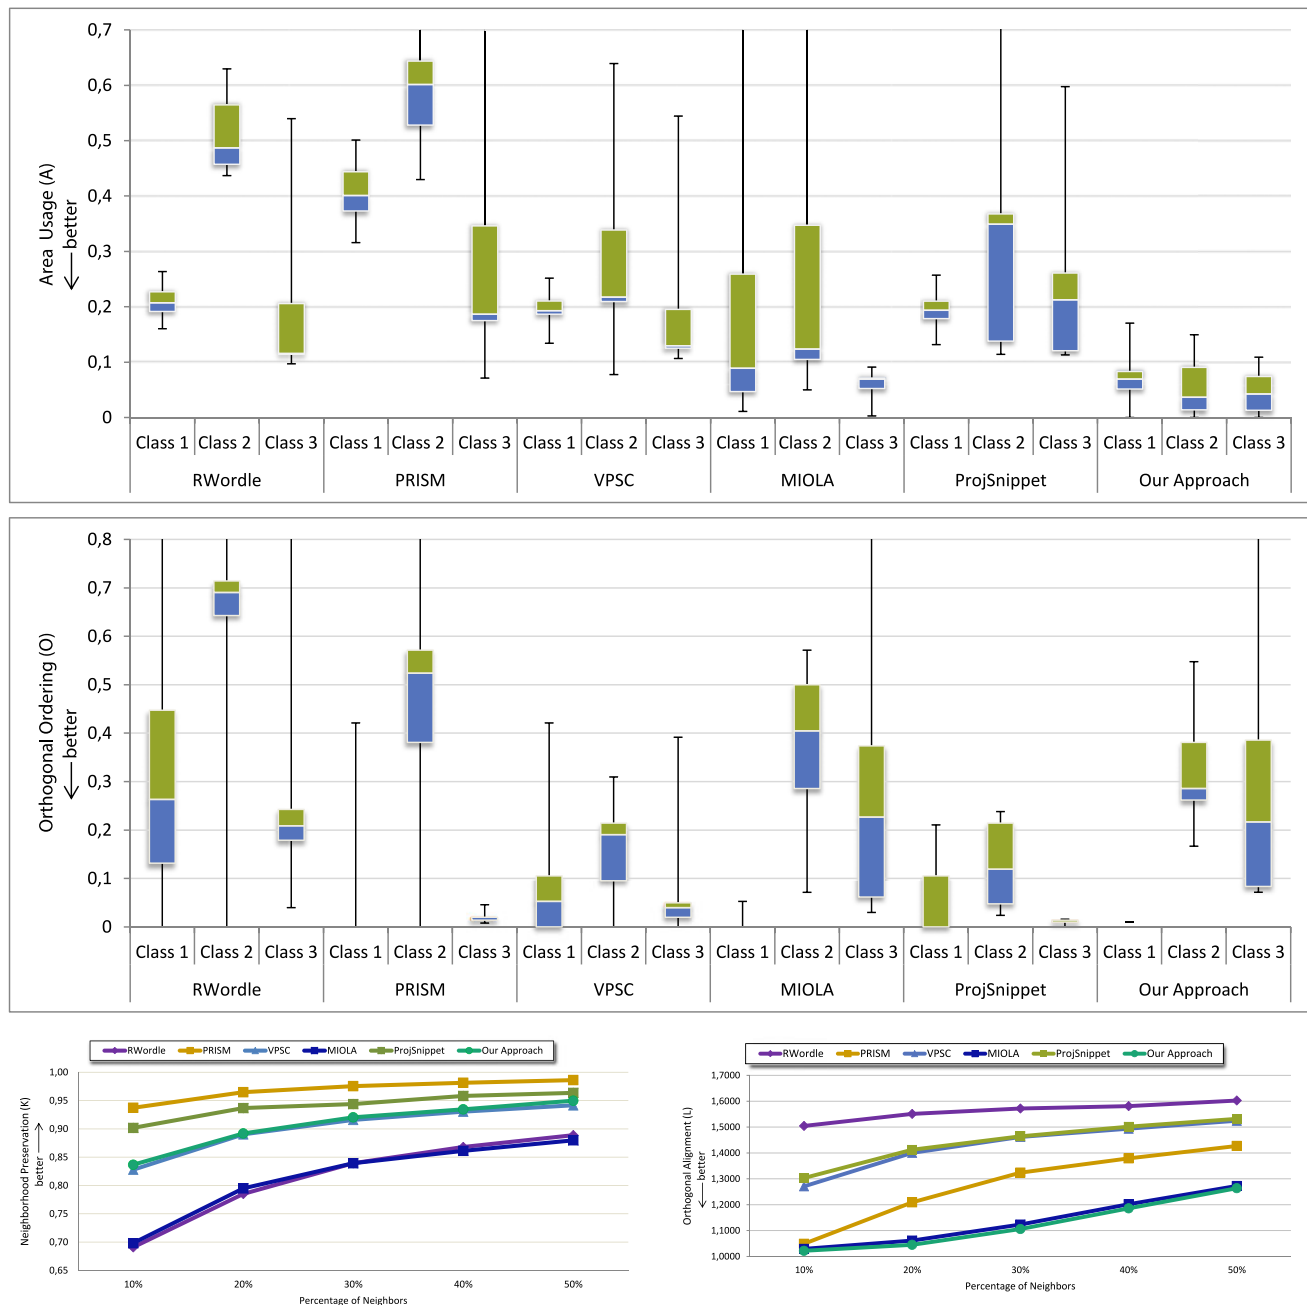 0,7
0,6
0,5
0,4
0,3
0,2
0,1
0
Area Usage (A)
better
Class 1 Class 2 Class 3 Class 1 Class 2 Class 3 Class 1 Class 2 Class 3 Class 1 Class 2 Class 3 Class 1 Class 2 Class 3 Class 1 Class 2 Class 3
RWordle PRISM VPSC MIOLA ProjSnippet Our Approach
0,8
0,7
0,6
0,5
0,4
0,3
0,2
0,1
0
Orthogonal Ordering (O)
better
Class 1 Class 2 Class 3 Class 1 Class 2 Class 3 Class 1 Class 2 Class 3 Class 1 Class 2 Class 3 Class 1 Class 2 Class 3 Class 1 Class 2 Class 3
RWordle PRISM VPSC MIOLA ProjSnippet Our Approach
RWordle PRISM VPSC MIOLA ProjSnippet Our Approach
1,00
0,95
0,90
0,85
0,80
0,75
0,70
0,65
Neighborhood Preservation (K)
better
10% 20% 30% 40% 50%
Percentage of Neighbors
RWordle PRISM VPSC MIOLA ProjSnippet Our Approach
1,7000
1,6000
1,5000
1,4000
1,3000
1,2000
1,1000
1,0000
Orthogonal Alignment (L)
better
10% 20% 30% 40% 50%
Percentage of Neighbors